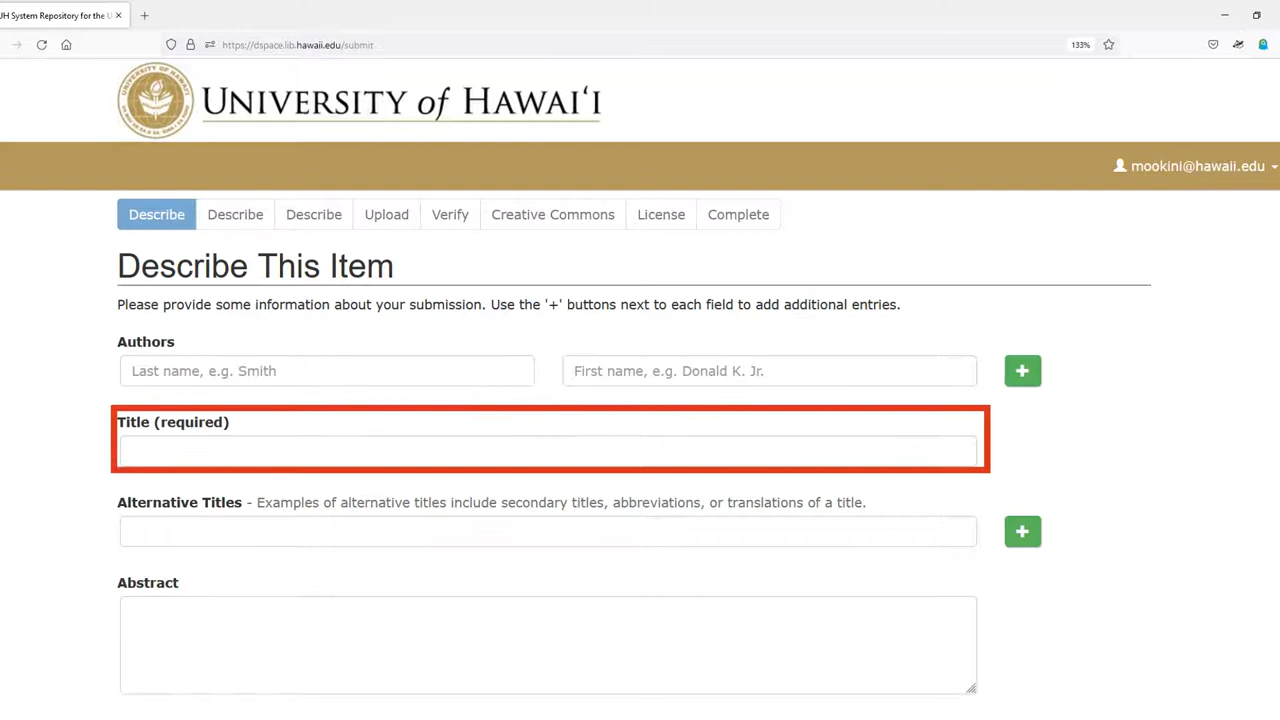 UH System Repository for the U
https://dspace.lib.hawaii.edu/submit
133%
UNIVERSITY of HAWAIʻI
mookini@hawaii.edu
Describe Describe Describe Upload Verify Creative Commons License Complete
Describe This Item
Please provide some information about your submission. Use the '+' buttons next to each field to add additional entries.
Authors
Last name, e.g. Smith First name, e.g. Donald K. Jr.
Title (required)
Alternative Titles - Examples of alternative titles include secondary titles, abbreviations, or translations of a title.
Abstract